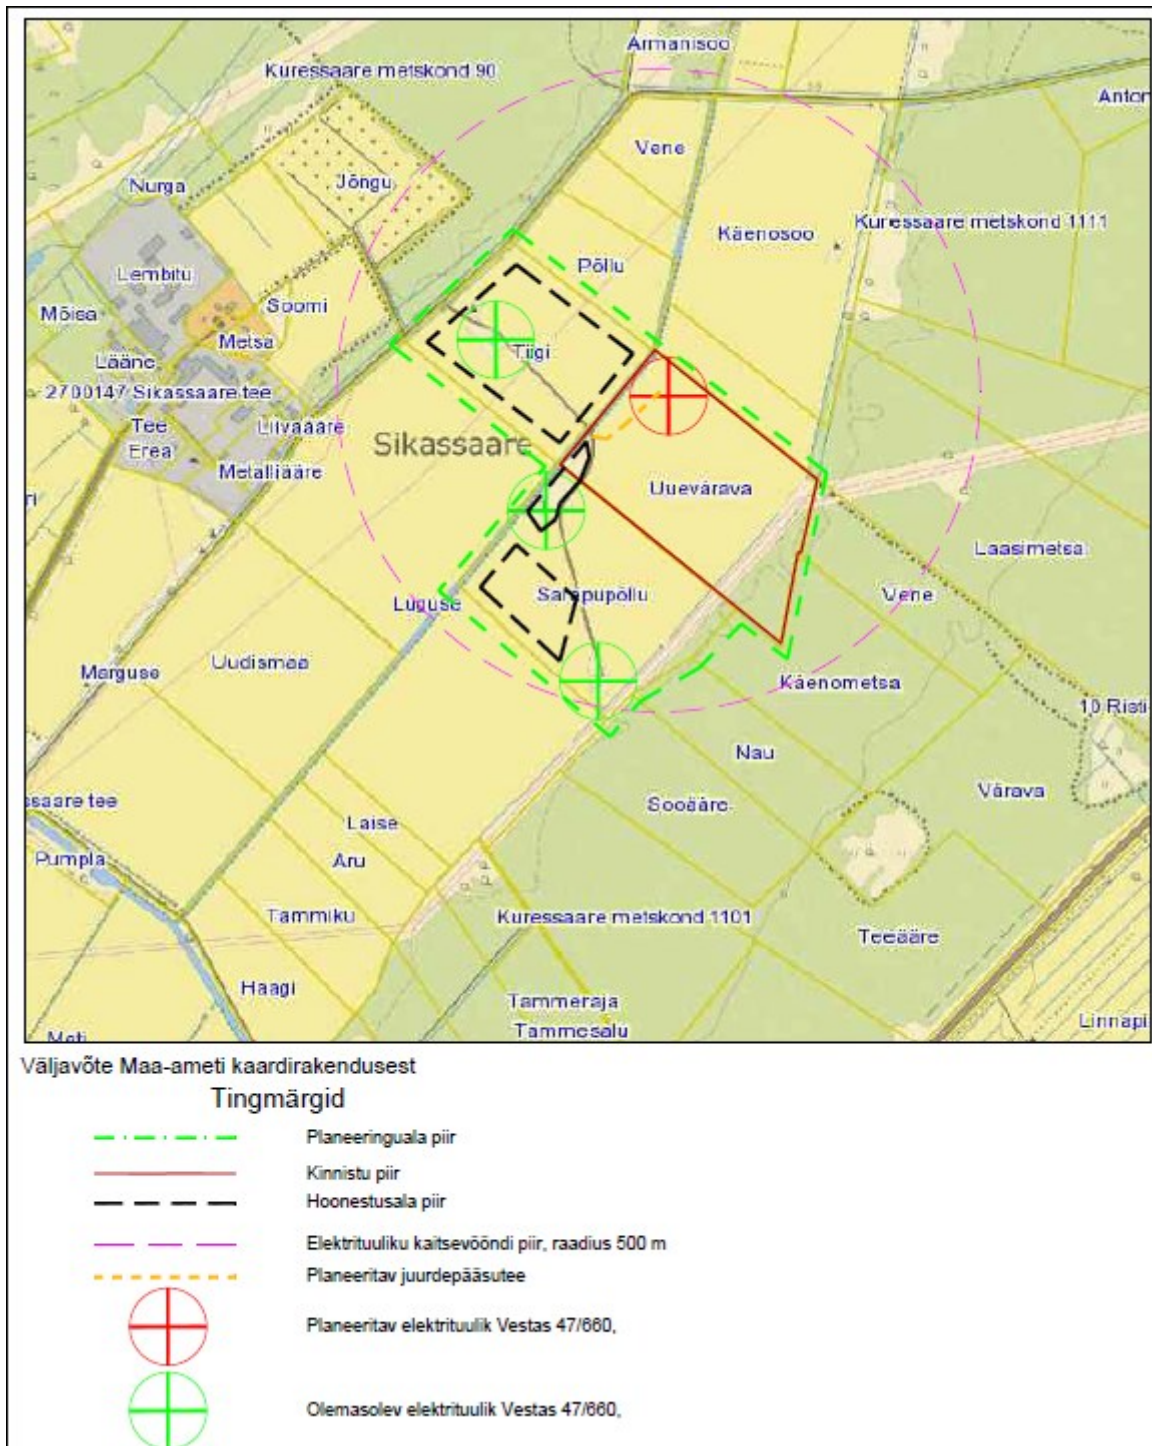 Armanisoo
Kuressaare metskond 90
Anton
Vene
Nurga
Jõngu
Kuressaare metskond 1111
Käenosoo
Põllu
Lembitu
Soomi
Mõisa
Metsa
Lääne
Tiigi
2700147 Sikassaare tee
Tee
Liivaääre
Erea
Sikassaare
Metalliääre
Uuevärava
Laasimetsa
Vene
Luguse
Sarapupõllu
Uudismaa
Marguse
Käenometsa
10 Risti
Nau
Värava
Sooääre
ssaare tee
Laise
Pumpla
Aru
Tammiku
Kuressaare metskond 1101
Teeääre
Haagi
Tammeraja
Linnapi
Tammesalu
Väljavõte Maa-ameti kaardirakendusest
Tingmärgid
Planeeringuala piir
Kinnistu piir
Hoonestusala piir
Elektrituuliku kaitsevööndi piir, raadius 500 m
Planeeritav juurdepääsutee
Planeeritav elektrituulik Vestas 47/660,
Olemasolev elektrituulik Vestas 47/660,